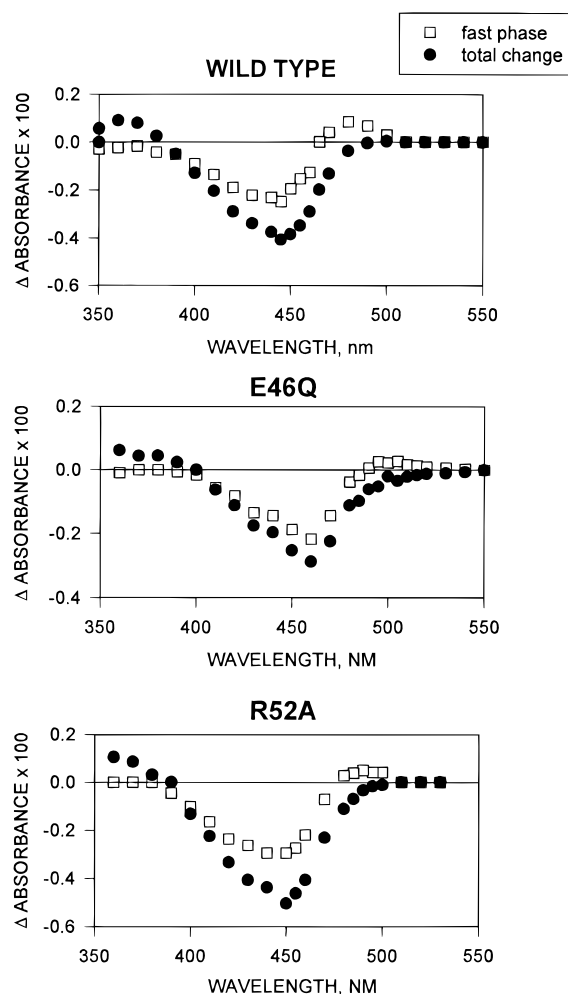 fast phase
total change
WILD TYPE
Δ ABSORBANCE x 100
0.2
0.0
-0.2
-0.4
-0.6
350 400 450 500 550
WAVELENGTH, nm
E46Q
Δ ABSORBANCE x 100
0.2
0.0
-0.2
-0.4
350 400 450 500 550
WAVELENGTH, NM
R52A
Δ ABSORBANCE x 100
0.2
0.0
-0.2
-0.4
-0.6
350 400 450 500 550
WAVELENGTH, NM